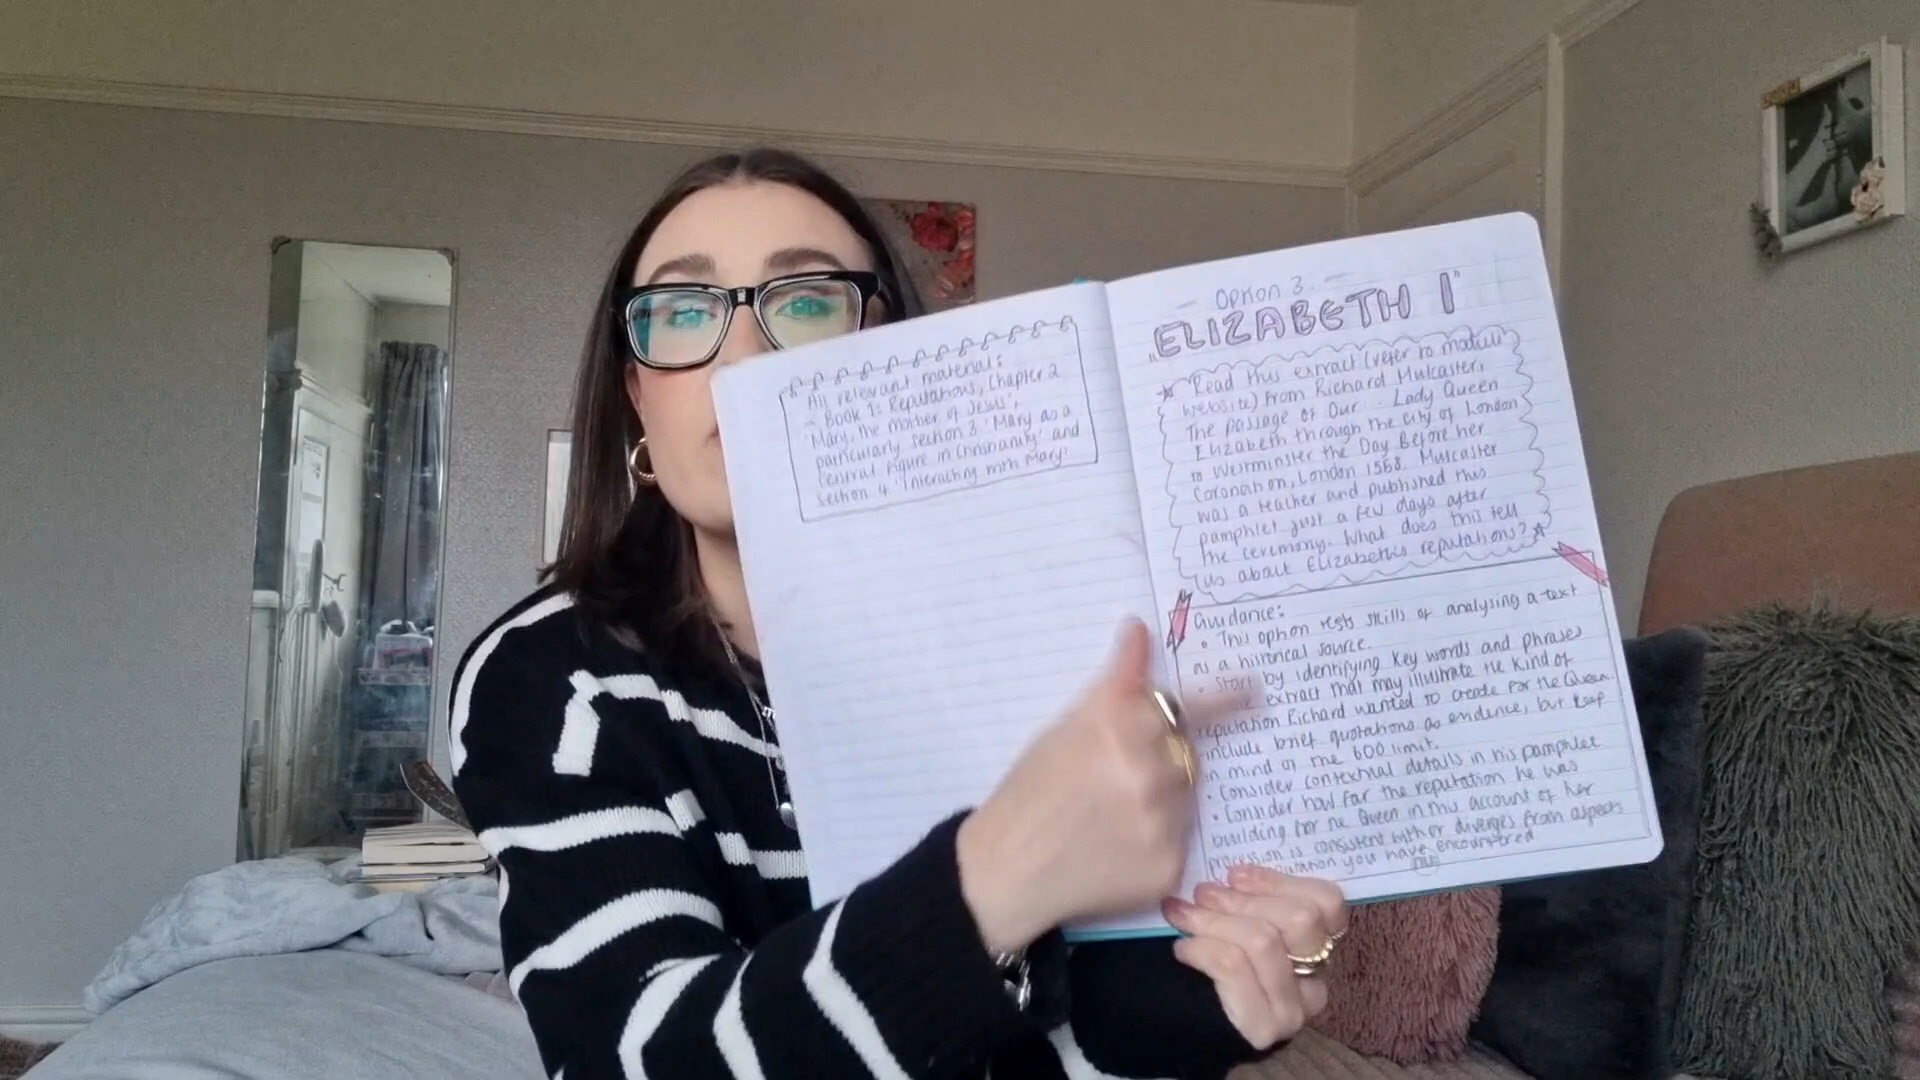 All relevant material:
- Book 1: Reputations, Chapter 2
'Mary, the mother of Jesus',
particularly section 3 'Mary as a
Central Figure in Christianity' and
Section 4 'Interacting with Mary'
- Option 3. -
"ELIZABETH I"
Read this extract (refer to module
website) from Richard Mulcaster,
The passage of Our... Lady Queen
Elizabeth through the city of London
to Westminster the Day Before her
Coronation, London 1558. Mulcaster
was a teacher and published this
pamphlet just a few days after
the ceremony. What does this tell
us about Elizabeth's reputations?
Guidance:
• This option tests skills of analysing a text
as a historical source.
• Start by identifying key words and phrases
extract that may illustrate the kind of
reputation Richard wanted to create for the Queen.
include brief quotations as evidence, but keep
in mind of the 600 limit.
• Consider contextual details in his pamphlet
• Consider how far the reputation he was
building for the Queen in this account of her
procession is consistent with or diverges from aspects
you have encountered